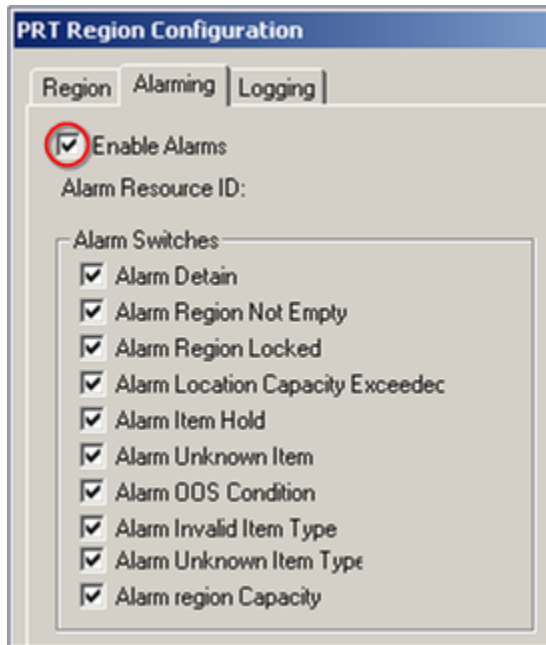 PRT Region Configuration
Region Alarming Logging
Enable Alarms
Alarm Resource ID:
Alarm Switches
Alarm Detain
Alarm Region Not Empty
Alarm Region Locked
Alarm Location Capacity Exceedec
Alarm Item Hold
Alarm Unknown Item
Alarm OOS Condition
Alarm Invalid Item Type
Alarm Unknown Item Type
Alarm region Capacity